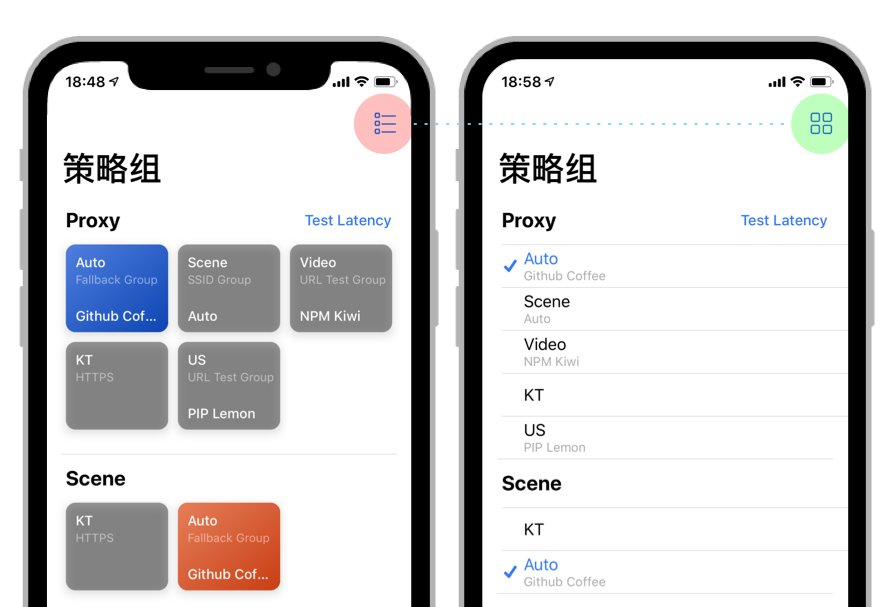 18:48
策略组
Proxy
Test Latency
Auto
Fallback Group
Github Cof...
Scene
SSID Group
Auto
Video
URL Test Group
NPM Kiwi
KT
HTTPS
US
URL Test Group
PIP Lemon
Scene
KT
HTTPS
Auto
Fallback Group
Github Cof...
18:58
策略组
Proxy
Test Latency
Auto
Github Coffee
Scene
Auto
Video
NPM Kiwi
KT
US
PIP Lemon
Scene
KT
Auto
Github Coffee